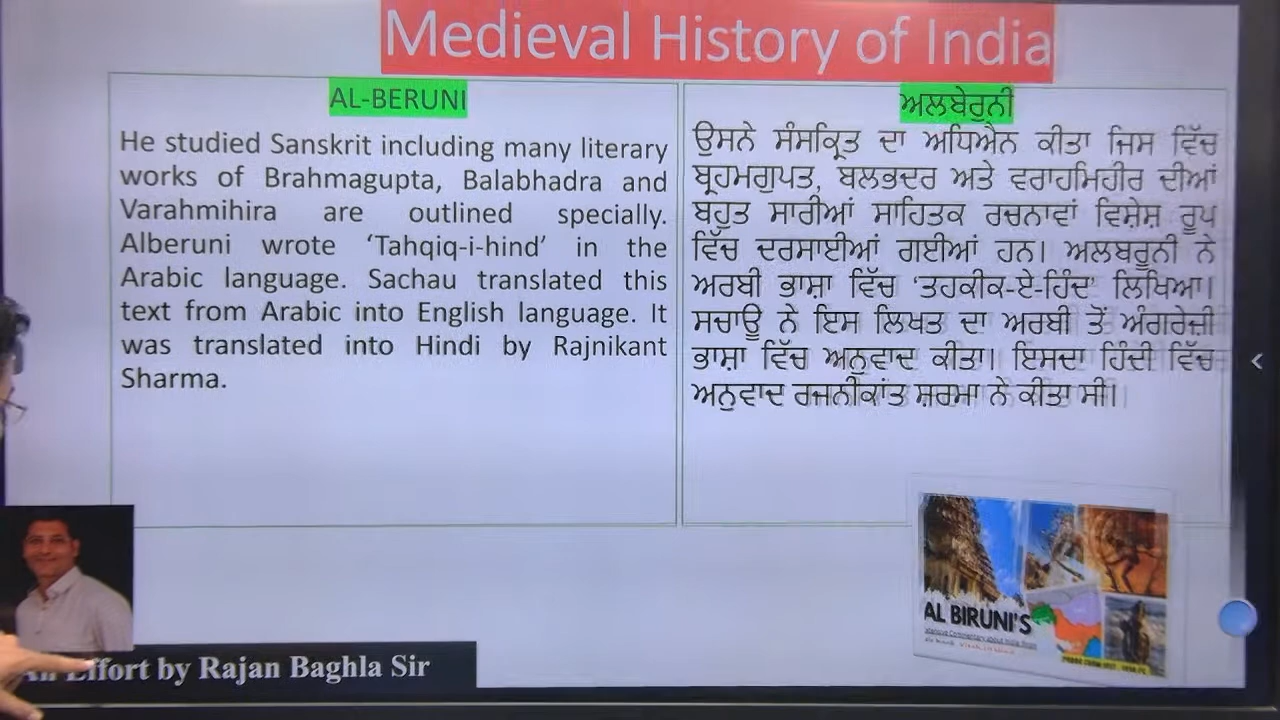 Medieval History of India
AL-BERUNI
He studied Sanskrit including many literary
works of Brahmagupta, Balabhadra and
Varahmihira are outlined specially.
Alberuni wrote ‘Tahqiq-i-hind’ in the
Arabic language. Sachau translated this
text from Arabic into English language. It
was translated into Hindi by Rajnikant
Sharma.
ਅਲਬੇਰੁਨੀ
ਉਸਨੇ ਸੰਸਕ੍ਰਿਤ ਦਾ ਅਧਿਐਨ ਕੀਤਾ ਜਿਸ ਵਿੱਚ
ਬ੍ਰਹਮਗੁਪਤ, ਬਲਭਦਰ ਅਤੇ ਵਰਾਹਮਿਹੀਰ ਦੀਆਂ
ਬਹੁਤ ਸਾਰੀਆਂ ਸਾਹਿਤਕ ਰਚਨਾਵਾਂ ਵਿਸ਼ੇਸ਼ ਰੂਪ
ਵਿੱਚ ਦਰਸਾਈਆਂ ਗਈਆਂ ਹਨ। ਅਲਬਰੂਨੀ ਨੇ
ਅਰਬੀ ਭਾਸ਼ਾ ਵਿੱਚ ‘ਤਹਕੀਕ-ਏ-ਹਿੰਦ’ ਲਿਖਿਆ।
ਸਚਾਊ ਨੇ ਇਸ ਲਿਖਤ ਦਾ ਅਰਬੀ ਤੋਂ ਅੰਗਰੇਜ਼ੀ
ਭਾਸ਼ਾ ਵਿੱਚ ਅਨੁਵਾਦ ਕੀਤਾ। ਇਸਦਾ ਹਿੰਦੀ ਵਿੱਚ
ਅਨੁਵਾਦ ਰਜਨੀਕਾਂਤ ਸ਼ਰਮਾ ਨੇ ਕੀਤਾ ਸੀ।
AL BIRUNI'S
Effort by Rajan Baghla Sir